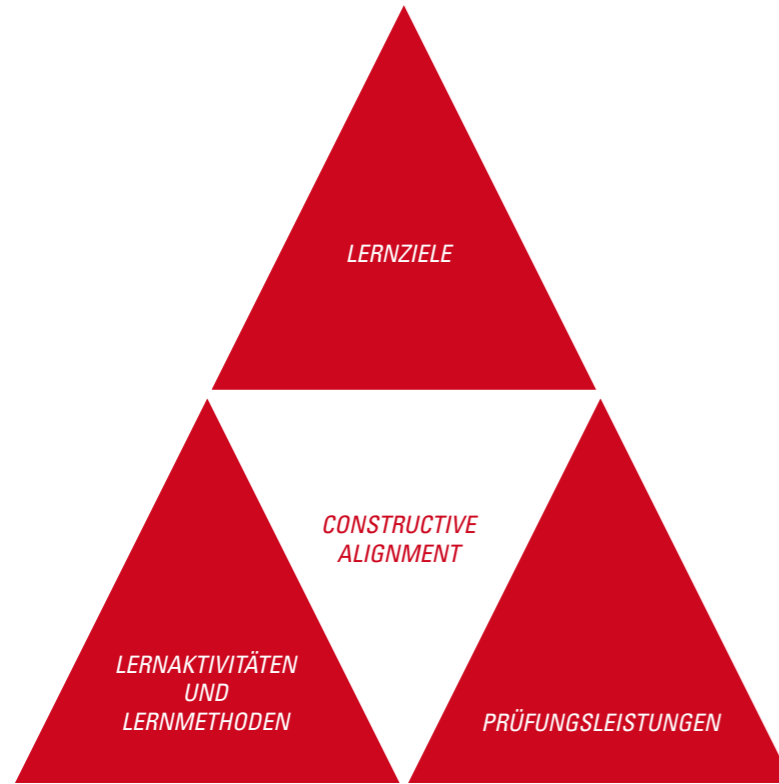 LERNZIELE
CONSTRUCTIVE
ALIGNMENT
LERNAKTIVITÄTEN
UND
LERNMETHODEN
PRÜFUNGSLEISTUNGEN